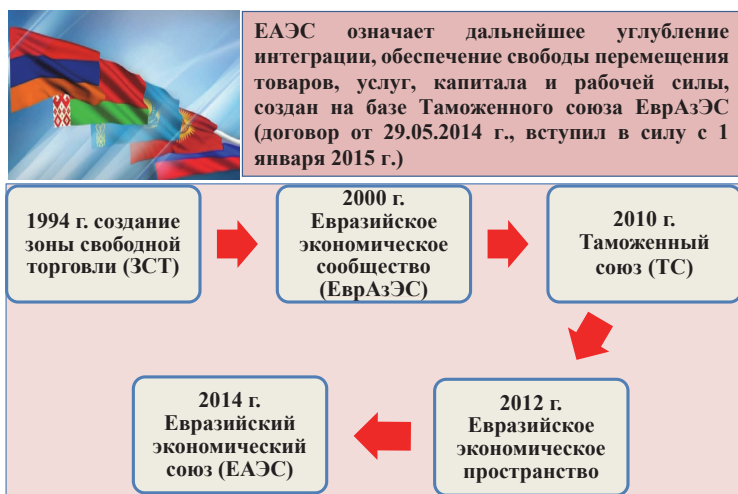 ЕАЭС означает дальнейшее углубление
интеграции, обеспечение свободы перемещения
товаров, услуг, капитала и рабочей силы,
создан на базе Таможенного союза ЕврАзЭС
(договор от 29.05.2014 г., вступил в силу с 1
января 2015 г.)
1994 г. создание
зоны свободной
торговли (ЗСТ)
2000 г.
Евразийское
экономическое
сообщество
(ЕврАзЭС)
2010 г.
Таможенный
союз (ТС)
2014 г.
Евразийский
экономический
союз (ЕАЭС)
2012 г.
Евразийское
экономическое
пространство